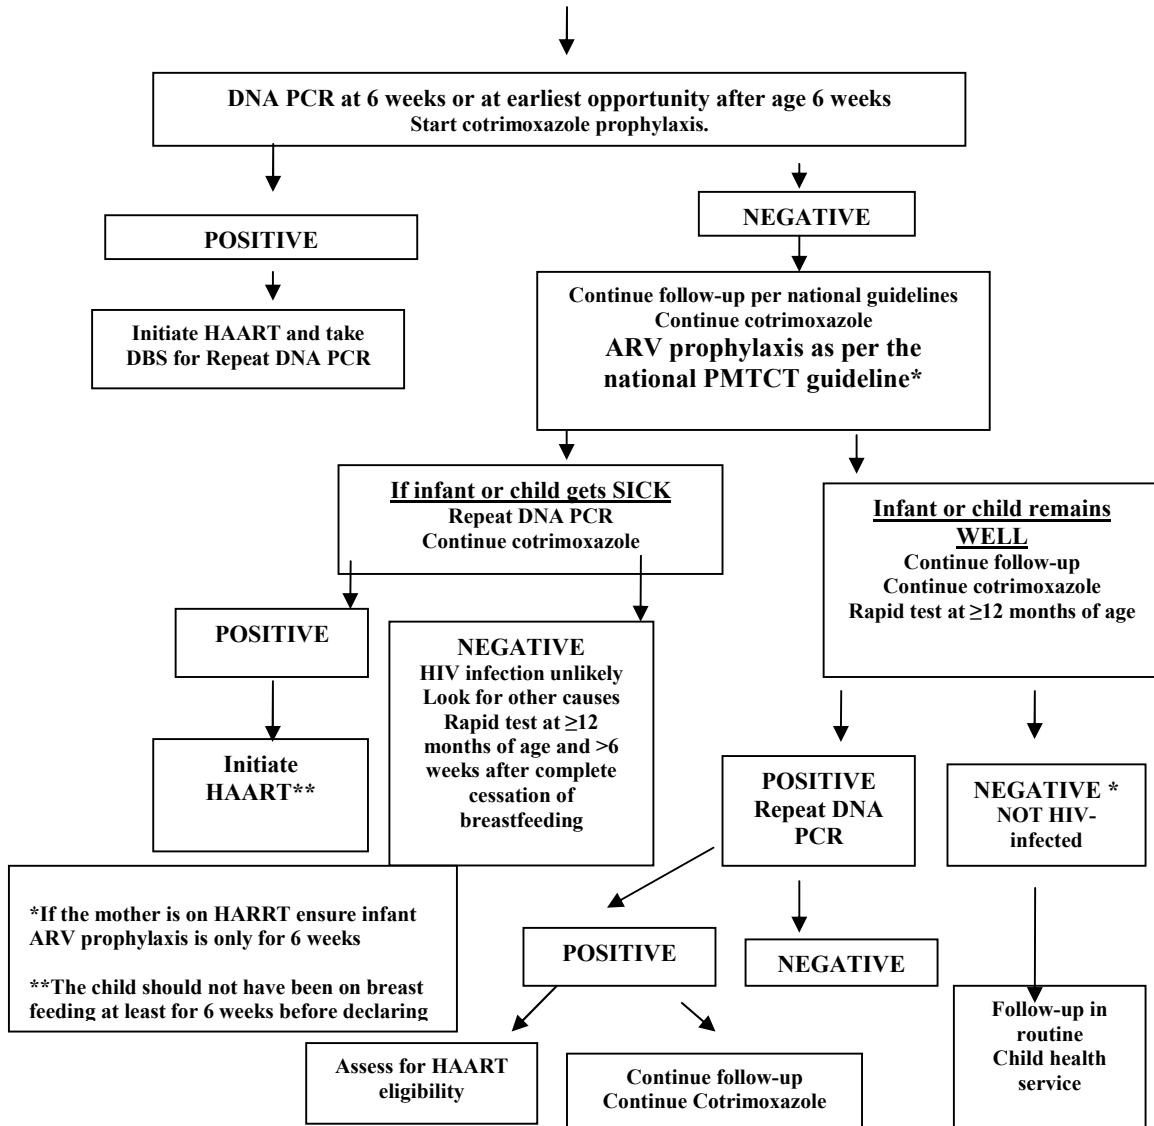 DNA PCR at 6 weeks or at earliest opportunity after age 6 weeks
Start cotrimoxazole prophylaxis.
POSITIVE
NEGATIVE
Initiate HAART and take
DBS for Repeat DNA PCR
Continue follow-up per national guidelines
Continue cotrimoxazole
ARV prophylaxis as per the
national PMTCT guideline*
If infant or child gets SICK
Repeat DNA PCR
Continue cotrimoxazole
Infant or child remains
WELL
Continue follow-up
Continue cotrimoxazole
Rapid test at ≥12 months of age
POSITIVE
NEGATIVE
HIV infection unlikely
Look for other causes
Rapid test at ≥12
months of age and >6
weeks after complete
cessation of
breastfeeding
Initiate
HAART**
POSITIVE
Repeat DNA
PCR
NEGATIVE *
NOT HIV-
infected
*If the mother is on HARRT ensure infant
ARV prophylaxis is only for 6 weeks
**The child should not have been on breast
feeding at least for 6 weeks before declaring
POSITIVE
NEGATIVE
Assess for HAART
eligibility
Continue follow-up
Continue Cotrimoxazole
Follow-up in
routine
Child health
service